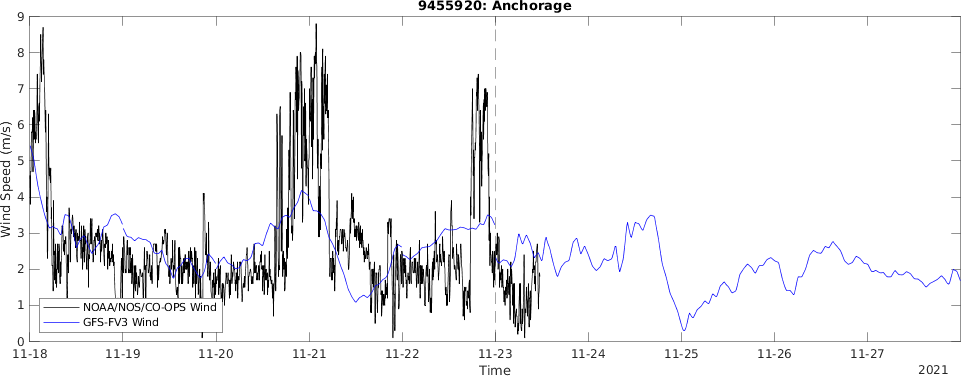 9455920: Anchorage
9
8
7
6
5
4
3
2
1
0
Wind Speed (m/s)
NOAA/NOS/CO-OPS Wind
GFS-FV3 Wind
11-18 11-19 11-20 11-21 11-22 11-23 11-24 11-25 11-26 11-27
Time
2021